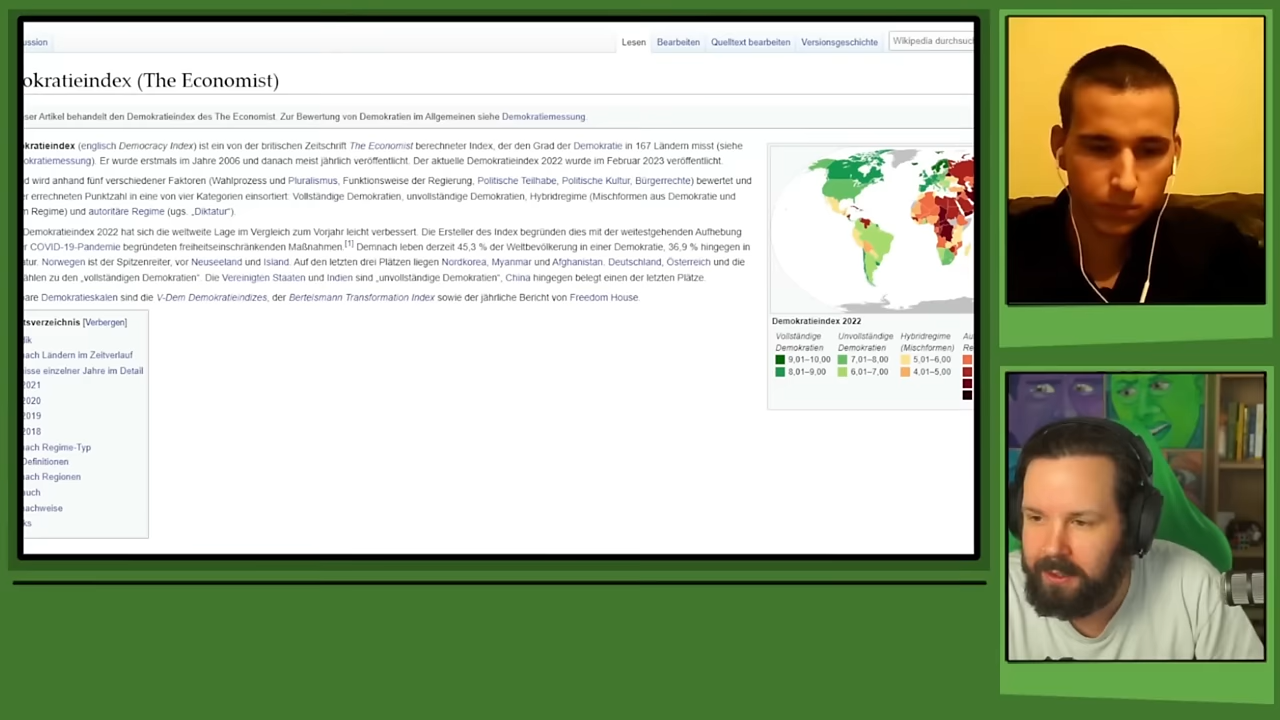 ussion
Lesen Bearbeiten Quelltext bearbeiten Versionsgeschichte Wikipedia durchsuc
okratieindex (The Economist)
ser Artikel behandelt den Demokratieindex des The Economist. Zur Bewertung von Demokratien im Allgemeinen siehe Demokratiemessung.
kratieindex (englisch Democracy Index) ist ein von der britischen Zeitschrift The Economist berechneter Index, der den Grad der Demokratie in 167 Ländern misst (siehe
okratiemessung). Er wurde erstmals im Jahre 2006 und danach meist jährlich veröffentlicht. Der aktuelle Demokratieindex 2022 wurde im Februar 2023 veröffentlicht.
d wird anhand fünf verschiedener Faktoren (Wahlprozess und Pluralismus, Funktionsweise der Regierung, Politische Teilhabe, Politische Kultur, Bürgerrechte) bewertet und
er errechneten Punktzahl in eine von vier Kategorien einsortiert: Vollständige Demokratien, unvollständige Demokratien, Hybridregime (Mischformen aus Demokratie und
n Regime) und autoritäre Regime (ugs. „Diktatur“).
Demokratieindex 2022 hat sich die weltweite Lage im Vergleich zum Vorjahr leicht verbessert. Die Ersteller des Index begründen dies mit der weitestgehenden Aufhebung
r COVID-19-Pandemie begründeten freiheitseinschränkenden Maßnahmen.[1] Demnach leben derzeit 45,3 % der Weltbevölkerung in einer Demokratie, 36,9 % hingegen in
tur. Norwegen ist der Spitzenreiter, vor Neuseeland und Island. Auf den letzten drei Plätzen liegen Nordkorea, Myanmar und Afghanistan. Deutschland, Österreich und die
ählen zu den „vollständigen Demokratien“. Die Vereinigten Staaten und Indien sind „unvollständige Demokratien“, China hingegen belegt einen der letzten Plätze.
bare Demokratieskalen sind die V-Dem Demokratieindizes, der Bertelsmann Transformation Index sowie der jährliche Bericht von Freedom House.
tsverzeichnis [Verbergen]
ik
nach Ländern im Zeitverlauf
isse einzelner Jahre im Detail
2021
2020
2019
2018
nach Regime-Typ
Definitionen
nach Regionen
auch
nachweise
ks
Demokratieindex 2022
Vollständige Unvollständige Hybridregime Au
Demokratien Demokratien (Mischformen) Re
9,01–10,00 7,01–8,00 5,01–6,00
8,01–9,00 6,01–7,00 4,01–5,00